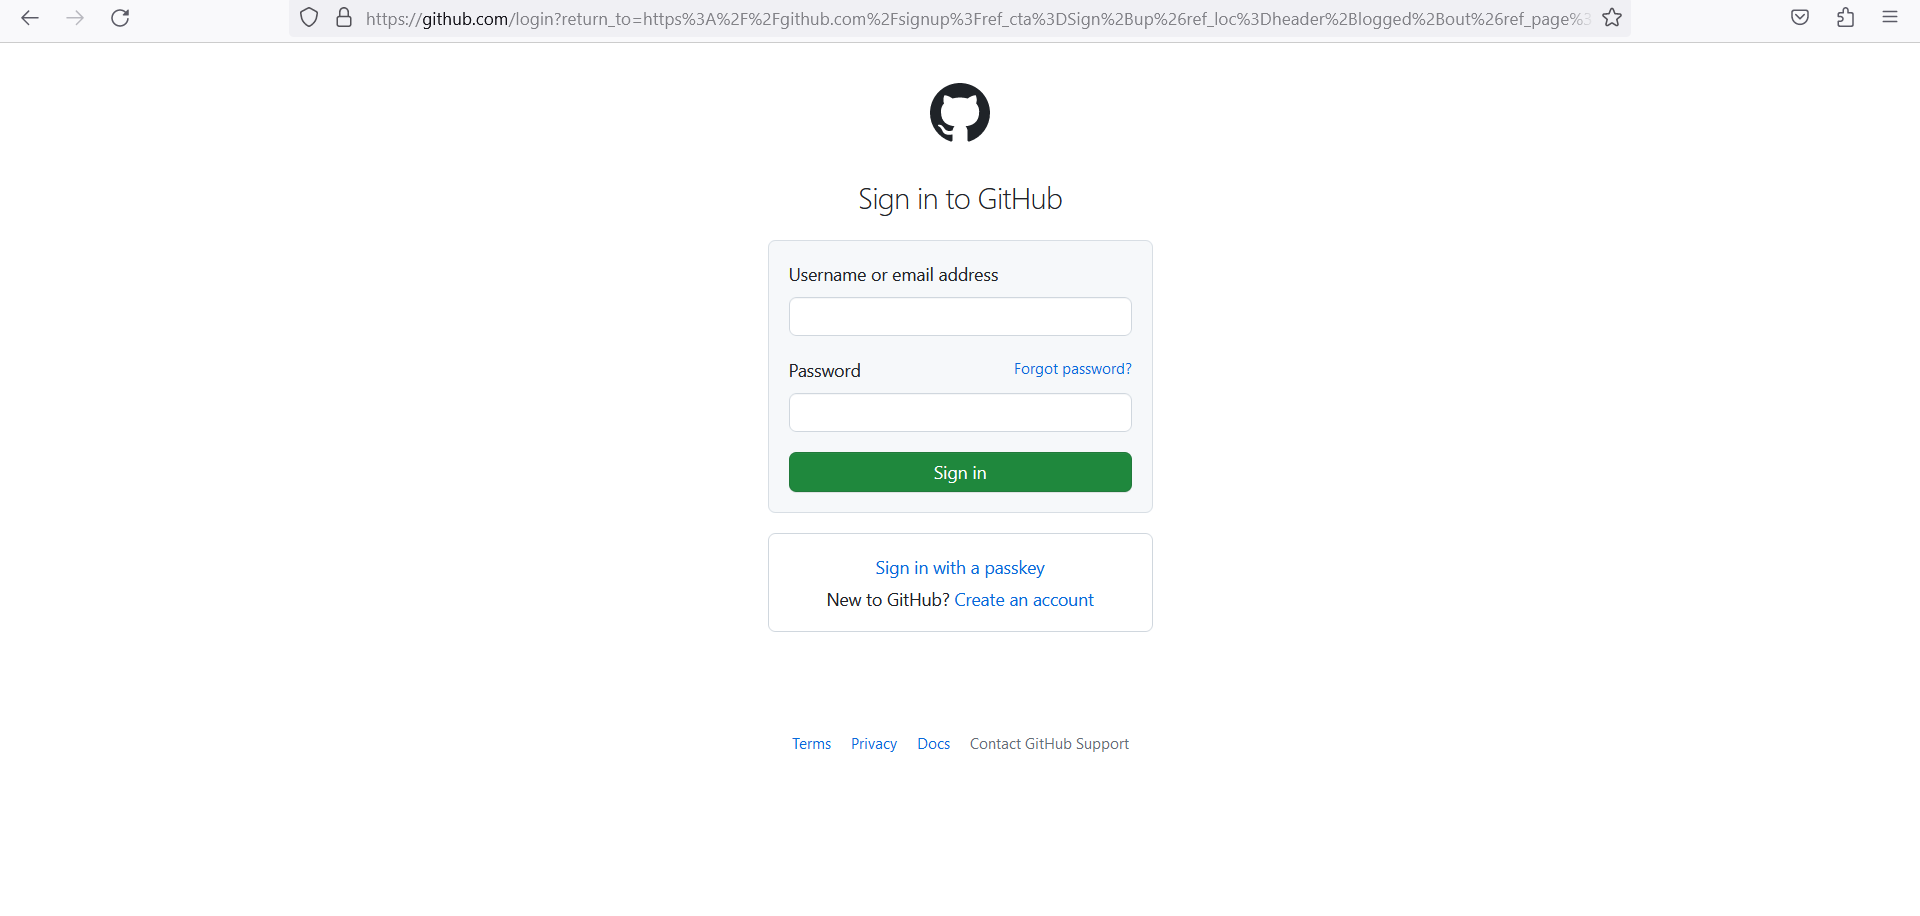 https://github.com/login?return_to=https%3A%2F%2Fgithub.com%2Fsignup%3Fref_cta%3DSign%2Bup%26ref_loc%3Dheader%2Blogged%2Bout%26ref_page%3
Sign in to GitHub
Username or email address
Password Forgot password?
Sign in
Sign in with a passkey
New to GitHub? Create an account
Terms Privacy Docs Contact GitHub Support